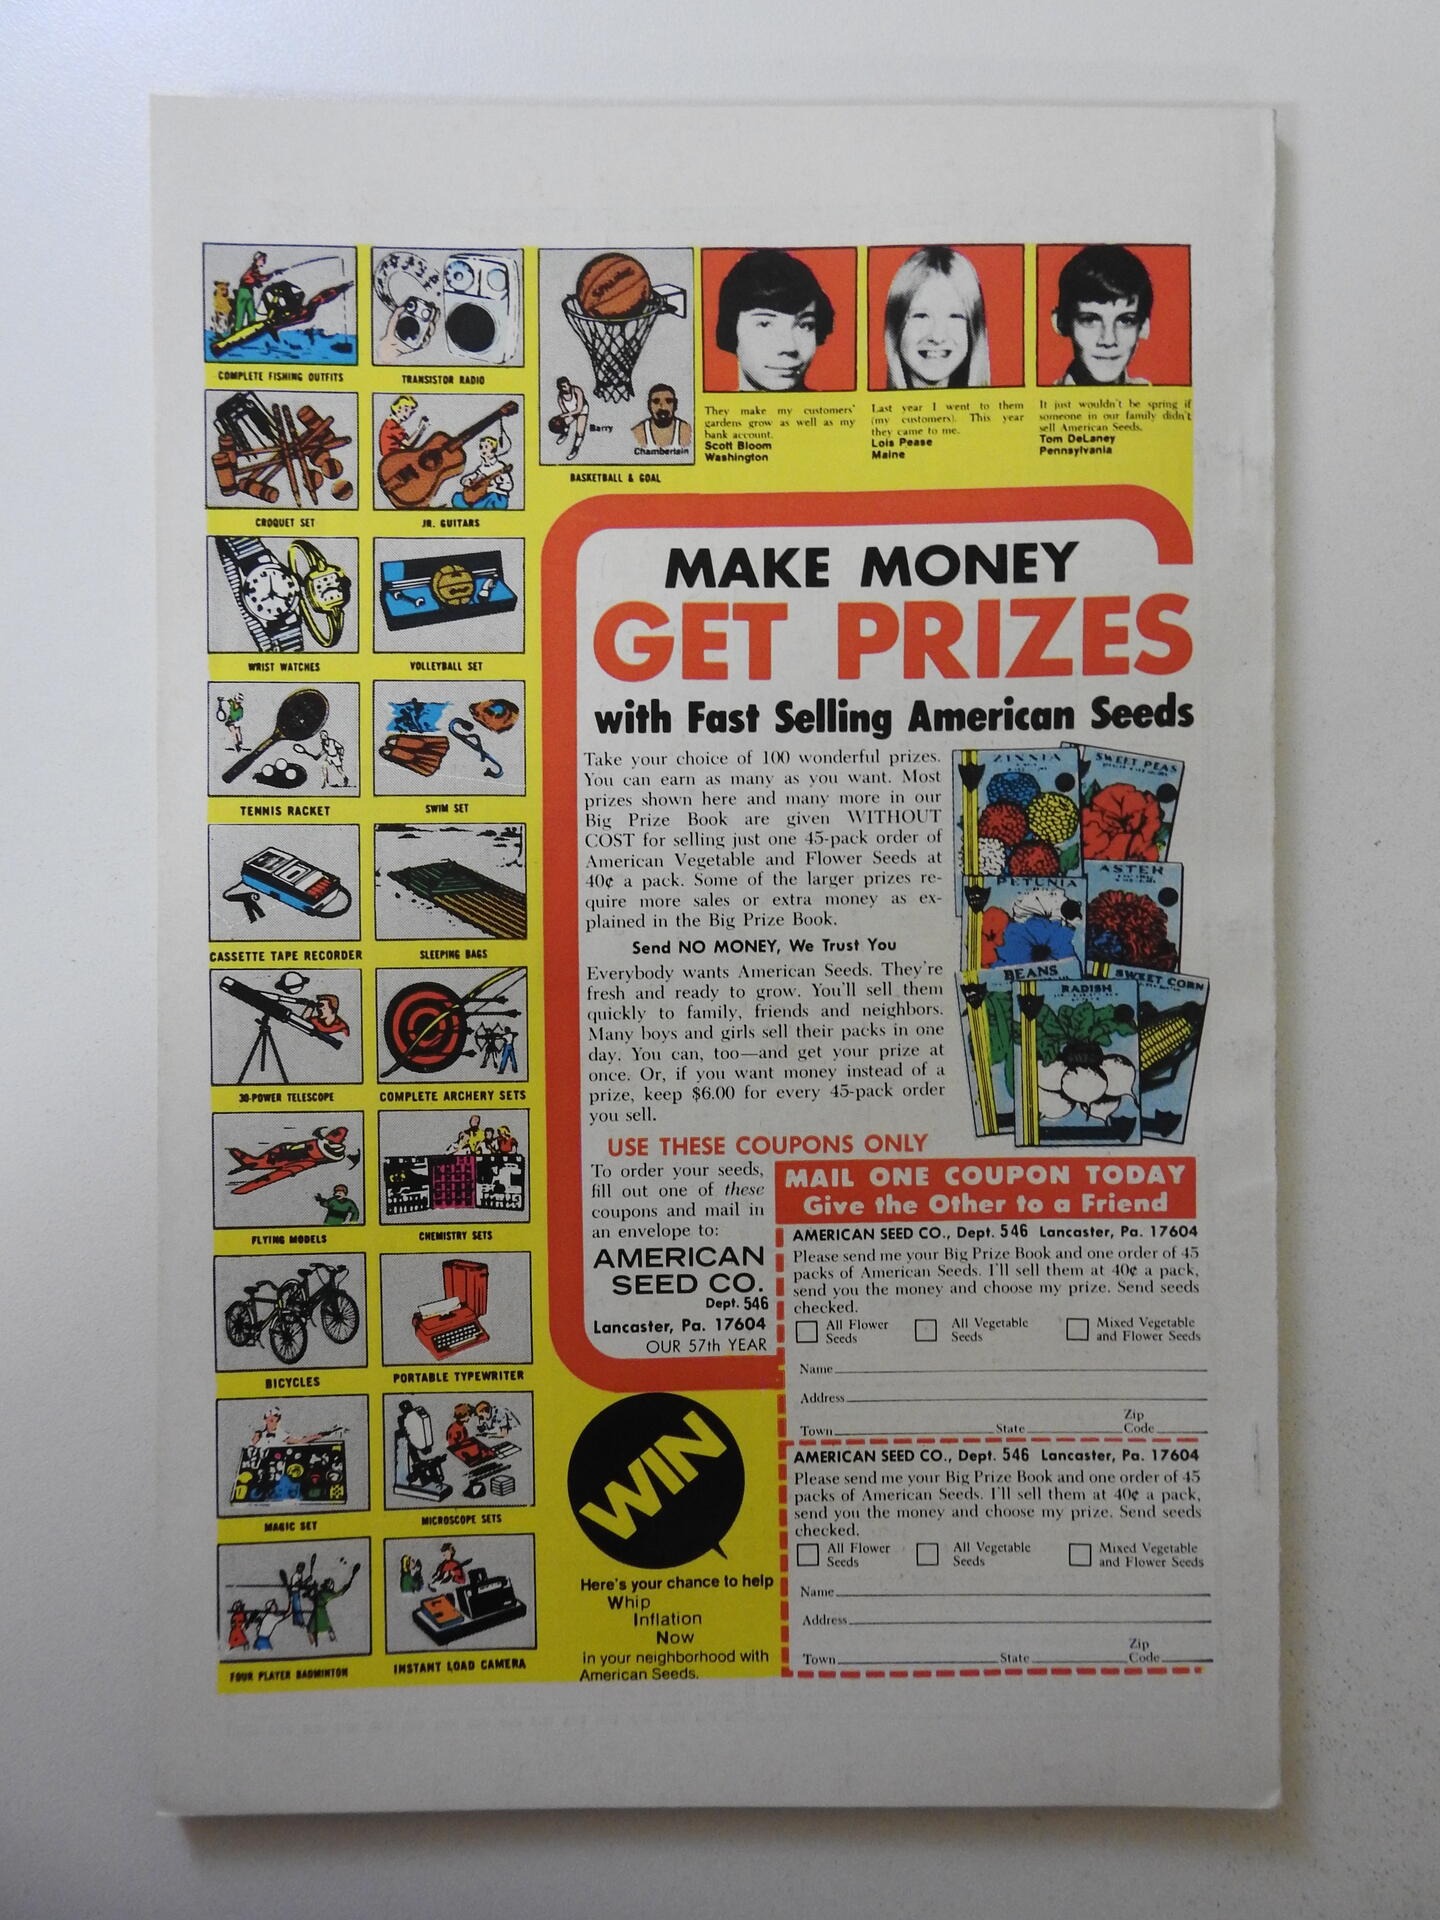 COMPLETE FISHING OUTFITS
TRANSISTOR RADIO
CROQUET SET
JR. GUITARS
WRIST WATCHES
VOLLEYBALL SET
TENNIS RACKET
SWIM SET
CASSETTE TAPE RECORDER
SLEEPING BAGS
30-POWER TELESCOPE
COMPLETE ARCHERY SETS
FLYING MODELS
CHEMISTRY SETS
BICYCLES
PORTABLE TYPEWRITER
MAGIC SET
MICROSCOPE SETS
FOUR PLAYER BADMINTON
INSTANT LOAD CAMERA
SPALDING
Barry
Chamberlain
BASKETBALL & GOAL
They make my customers'
gardens grow as well as my
bank account.
Scott Bloom
Washington
Last year I went to them
(my customers). This year
they came to me.
Lois Pease
Maine
It just wouldn't be spring if
someone in our family didn't
sell American Seeds.
Tom DeLaney
Pennsylvania
MAKE MONEY
GET PRIZES
with Fast Selling American Seeds
Take your choice of 100 wonderful prizes.
You can earn as many as you want. Most
prizes shown here and many more in our
Big Prize Book are given WITHOUT
COST for selling just one 45-pack order of
American Vegetable and Flower Seeds at
40¢ a pack. Some of the larger prizes re-
quire more sales or extra money as ex-
plained in the Big Prize Book.
Send NO MONEY, We Trust You
Everybody wants American Seeds. They're
fresh and ready to grow. You'll sell them
quickly to family, friends and neighbors.
Many boys and girls sell their packs in one
day. You can, too—and get your prize at
once. Or, if you want money instead of a
prize, keep $6.00 for every 45-pack order
you sell.
ZINNIA
SWEET PEAS
PETUNIA
ASTER
BEANS
RADISH
SWEET CORN
USE THESE COUPONS ONLY
To order your seeds,
fill out one of these
coupons and mail in
an envelope to:
AMERICAN
SEED CO.
Dept. 546
Lancaster, Pa. 17604
OUR 57th YEAR
MAIL ONE COUPON TODAY
Give the Other to a Friend
AMERICAN SEED CO., Dept. 546 Lancaster, Pa. 17604
Please send me your Big Prize Book and one order of 45
packs of American Seeds. I'll sell them at 40¢ a pack,
send you the money and choose my prize. Send seeds
checked.
All Flower Seeds
All Vegetable Seeds
Mixed Vegetable and Flower Seeds
Name
Address
Town State Zip Code
AMERICAN SEED CO., Dept. 546 Lancaster, Pa. 17604
Please send me your Big Prize Book and one order of 45
packs of American Seeds. I'll sell them at 40¢ a pack,
send you the money and choose my prize. Send seeds
checked.
All Flower Seeds
All Vegetable Seeds
Mixed Vegetable and Flower Seeds
Name
Address
Town State Zip Code
WIN
Here's your chance to help
Whip
Inflation
Now
in your neighborhood with
American Seeds.